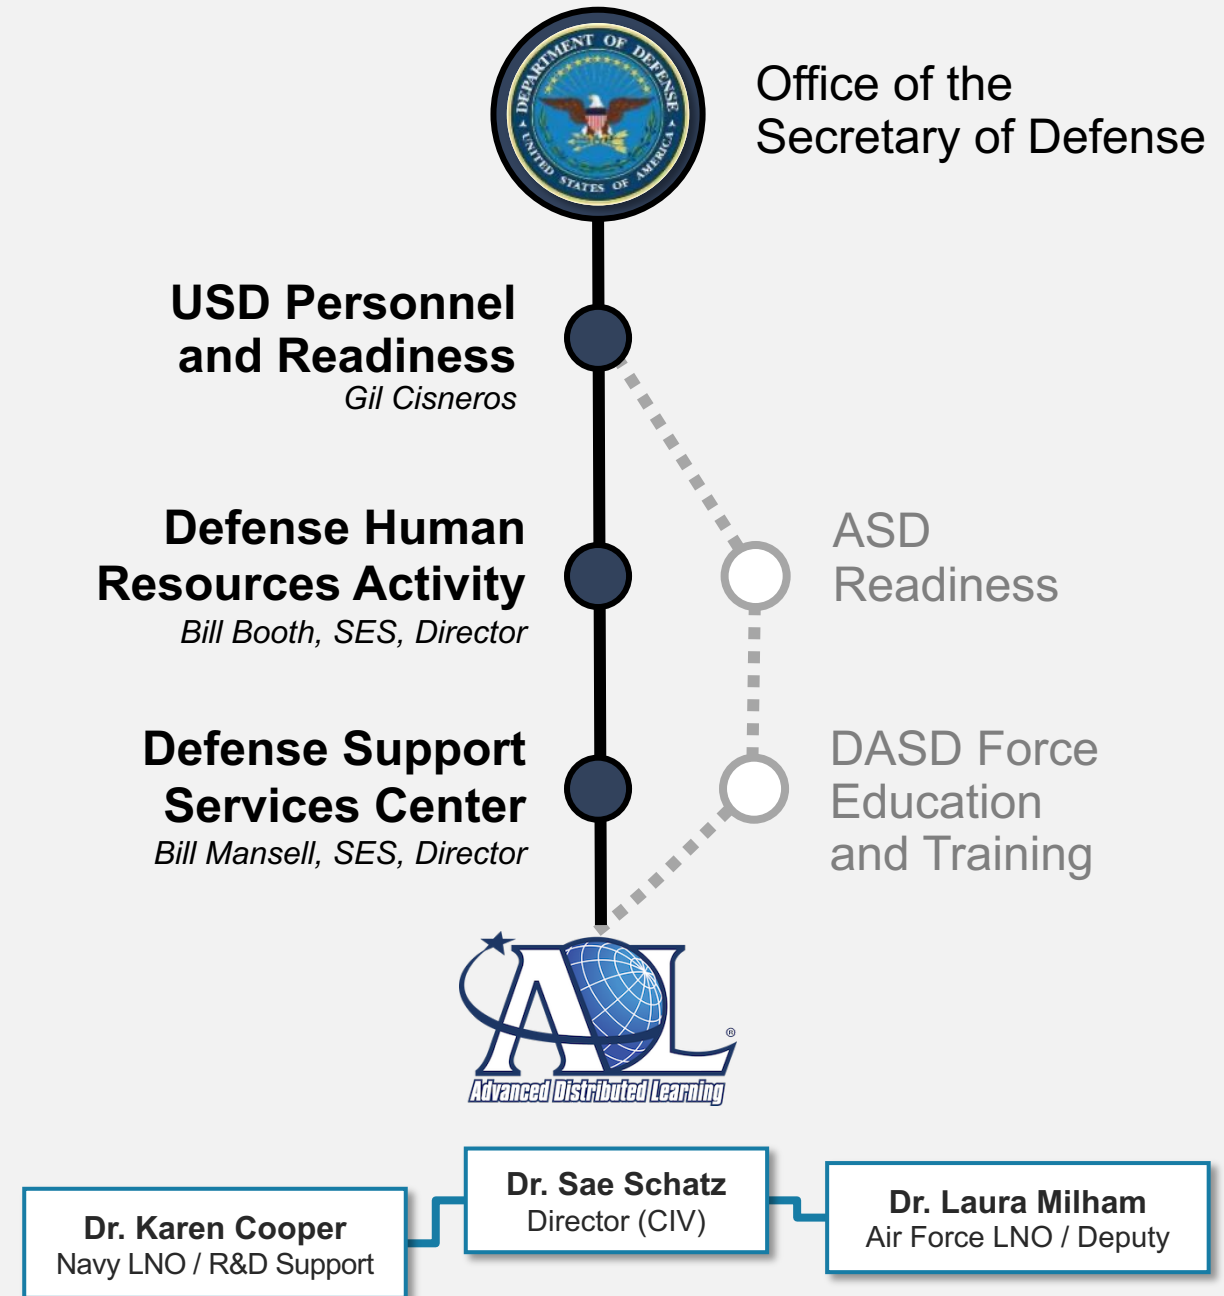 DEPARTMENT OF DEFENSE
UNITED STATES OF AMERICA
Office of the
Secretary of Defense
USD Personnel
and Readiness
Gil Cisneros
Defense Human
Resources Activity
Bill Booth, SES, Director
ASD
Readiness
Defense Support
Services Center
Bill Mansell, SES, Director
DASD Force
Education
and Training
ADL®
Advanced Distributed Learning
Dr. Karen Cooper
Navy LNO / R&D Support
Dr. Sae Schatz
Director (CIV)
Dr. Laura Milham
Air Force LNO / Deputy